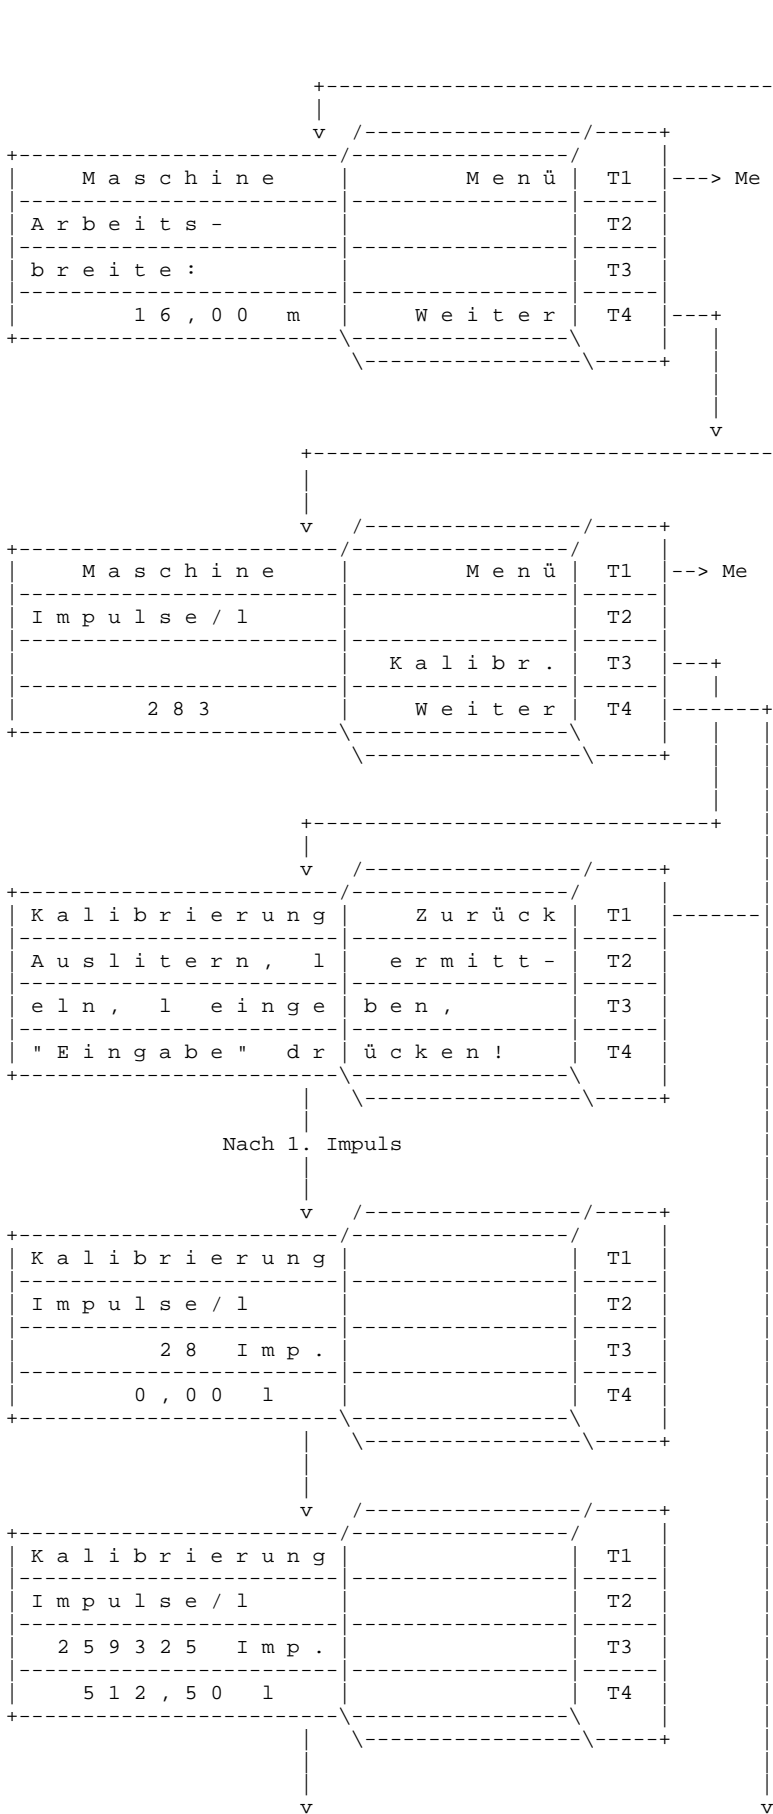 Maschine Menü T1 ---> Me
Arbeits- T2
breite: T3
16,00 m Weiter T4
Maschine Menü T1 --> Me
Impulse/l T2
Kalibr. T3
283 Weiter T4
Kalibrierung Zurück T1
Auslitern, l ermitt- T2
eln, l einge ben, T3
"Eingabe" dr ücken! T4
Nach 1. Impuls
Kalibrierung T1
Impulse/l T2
28 Imp. T3
0,00 l T4
Kalibrierung T1
Impulse/l T2
259325 Imp. T3
512,50 l T4